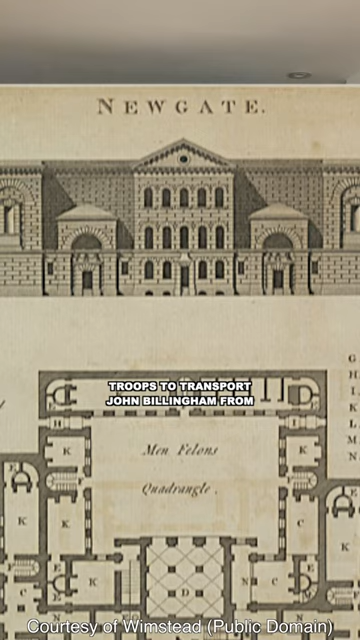 NEWGATE.
TROOPS TO TRANSPORT
JOHN BILLINGHAM FROM
G
H
I
K
L
M
N
H
K
K
Men Felons
Quadrangle.
E
K
K
E
K
K
C
C
K
N
C
C
D
Courtesy of Wimstead (Public Domain)